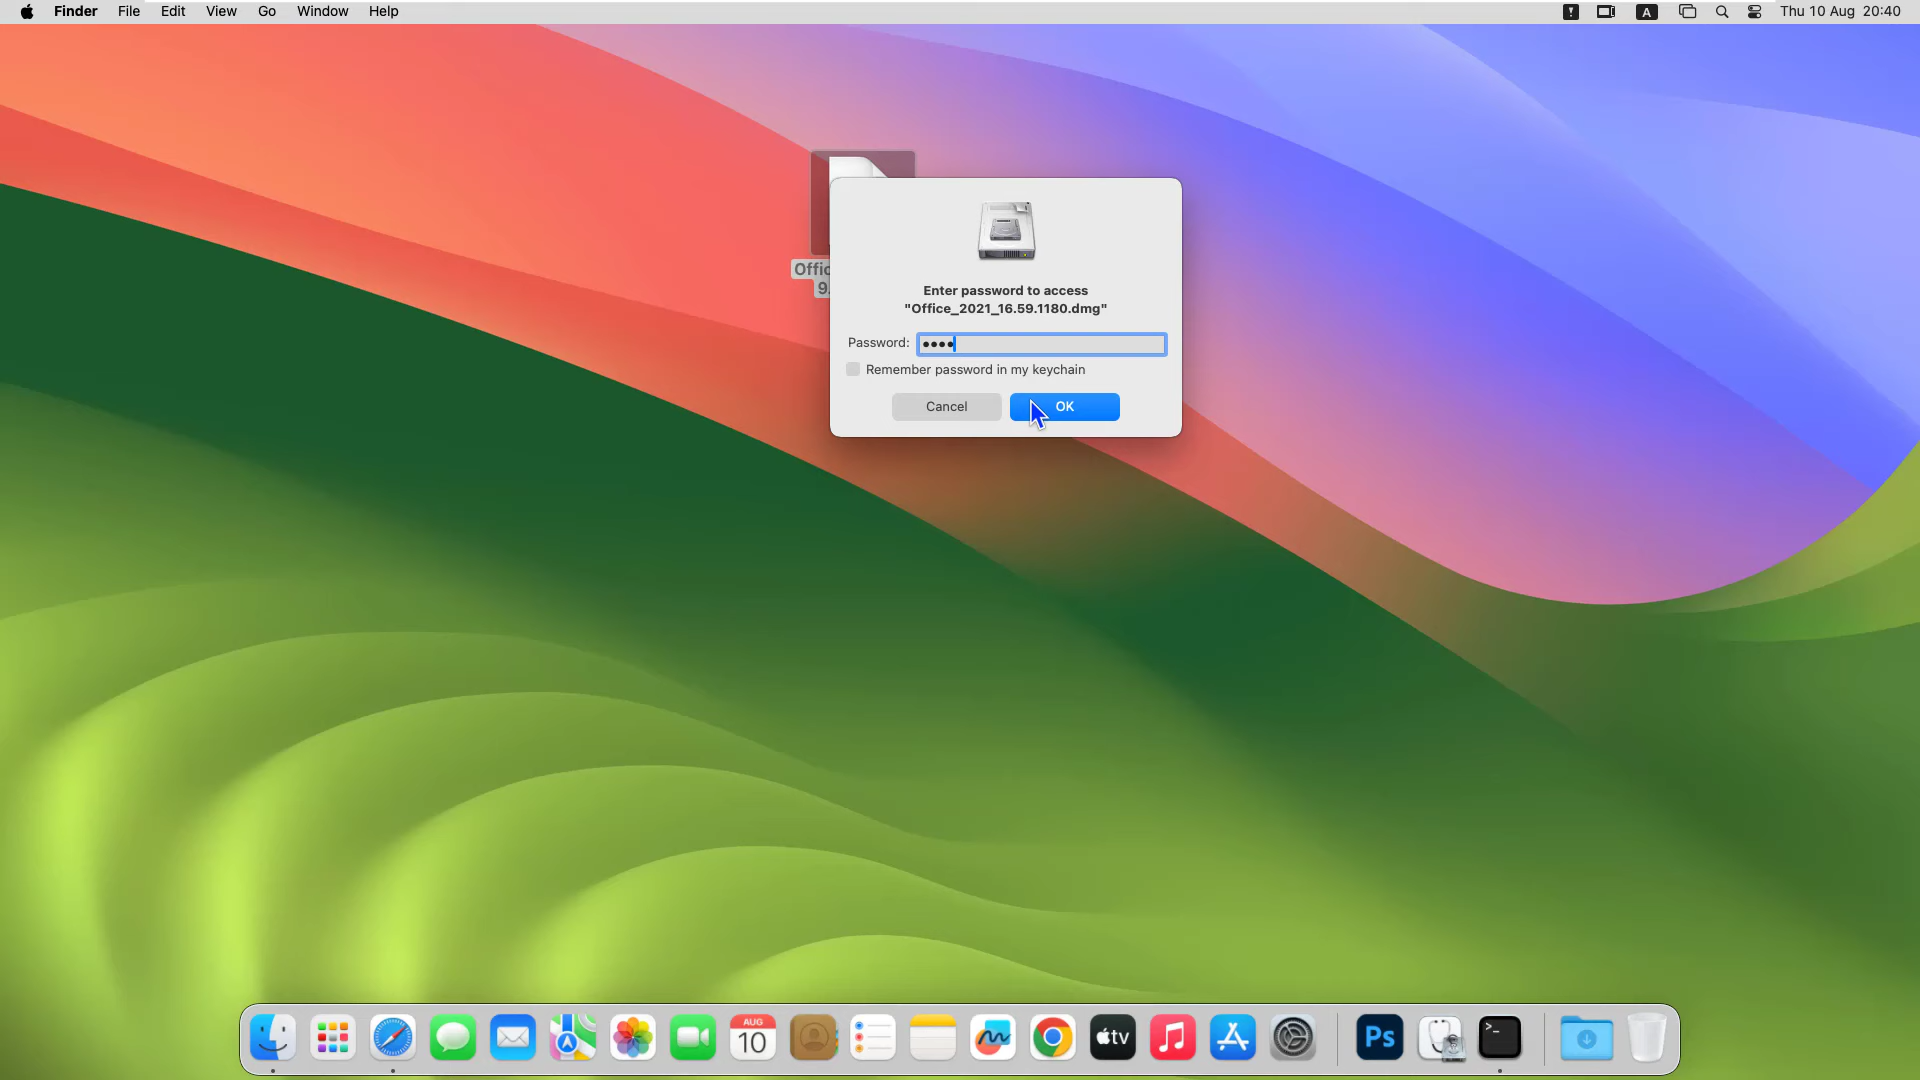 Finder File Edit View Go Window Help
A Thu 10 Aug 20:40
Offic
9.
Enter password to access
"Office_2021_16.59.1180.dmg"
Password: ••••
Remember password in my keychain
Cancel OK
AUG
10
tv
Ps
>_